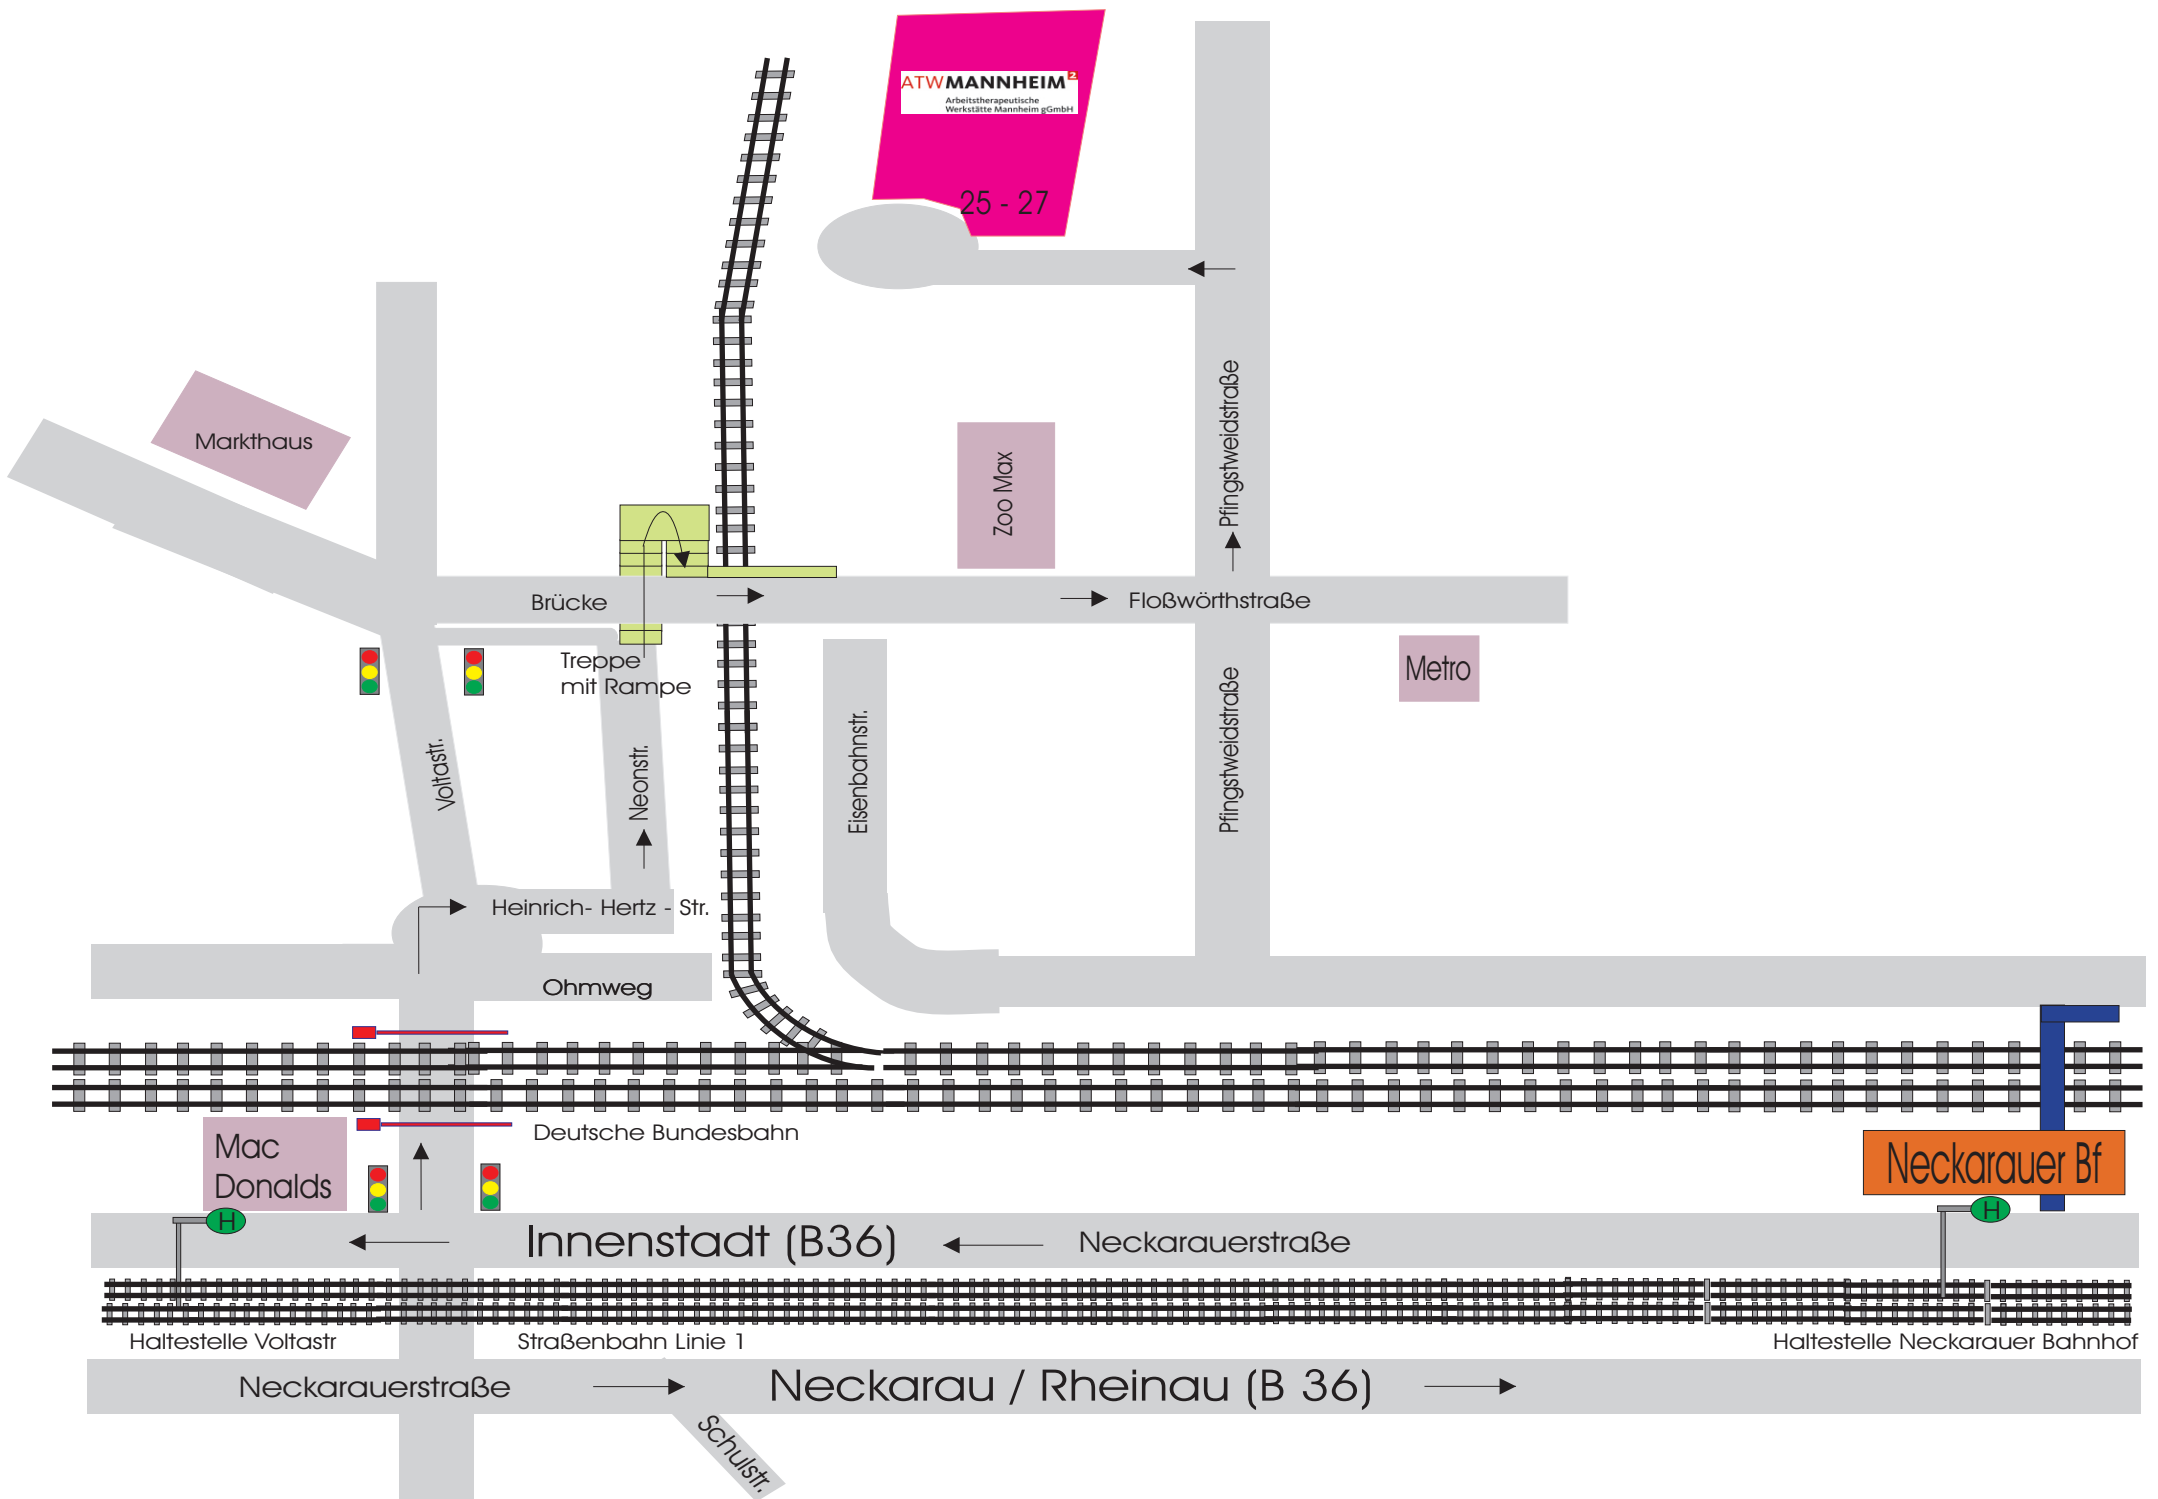 ATWMANNHEIM2
Arbeitstherapeutische
Werkstätte Mannheim gGmbH
25 - 27
Markthaus
Zoo Max
Pfingstweidstraße
Brücke
Floßwörthstraße
Treppe
mit Rampe
Metro
Voltastr.
Neonstr.
Eisenbahnstr.
Pfingstweidstraße
Heinrich- Hertz - Str.
Ohmweg
Deutsche Bundesbahn
Mac
Donalds
Neckarauer Bf
H
H
Innenstadt (B36)
Neckarauerstraße
Haltestelle Voltastr
Straßenbahn Linie 1
Haltestelle Neckarauer Bahnhof
Neckarauerstraße
Neckarau / Rheinau (B 36)
Schulstr.